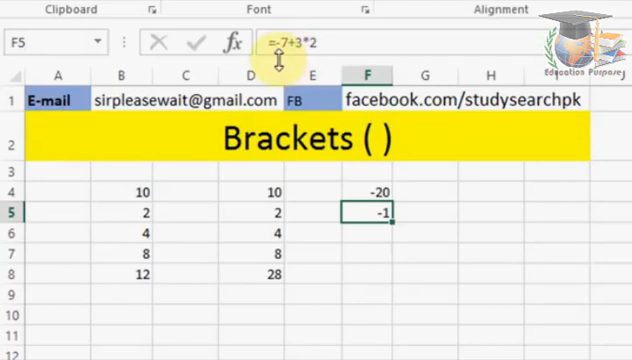 Clipboard Font Alignment
F5 fx =-7+3*2
Education Purposes
A B C D E F G H I
1 E-mail sirpleasewait@gmail.com FB facebook.com/studysearchpk
2 Brackets ( )
3
4 10 10 -20
5 2 2 -1
6 4 4
7 8 8
8 12 28
9
10
11
12